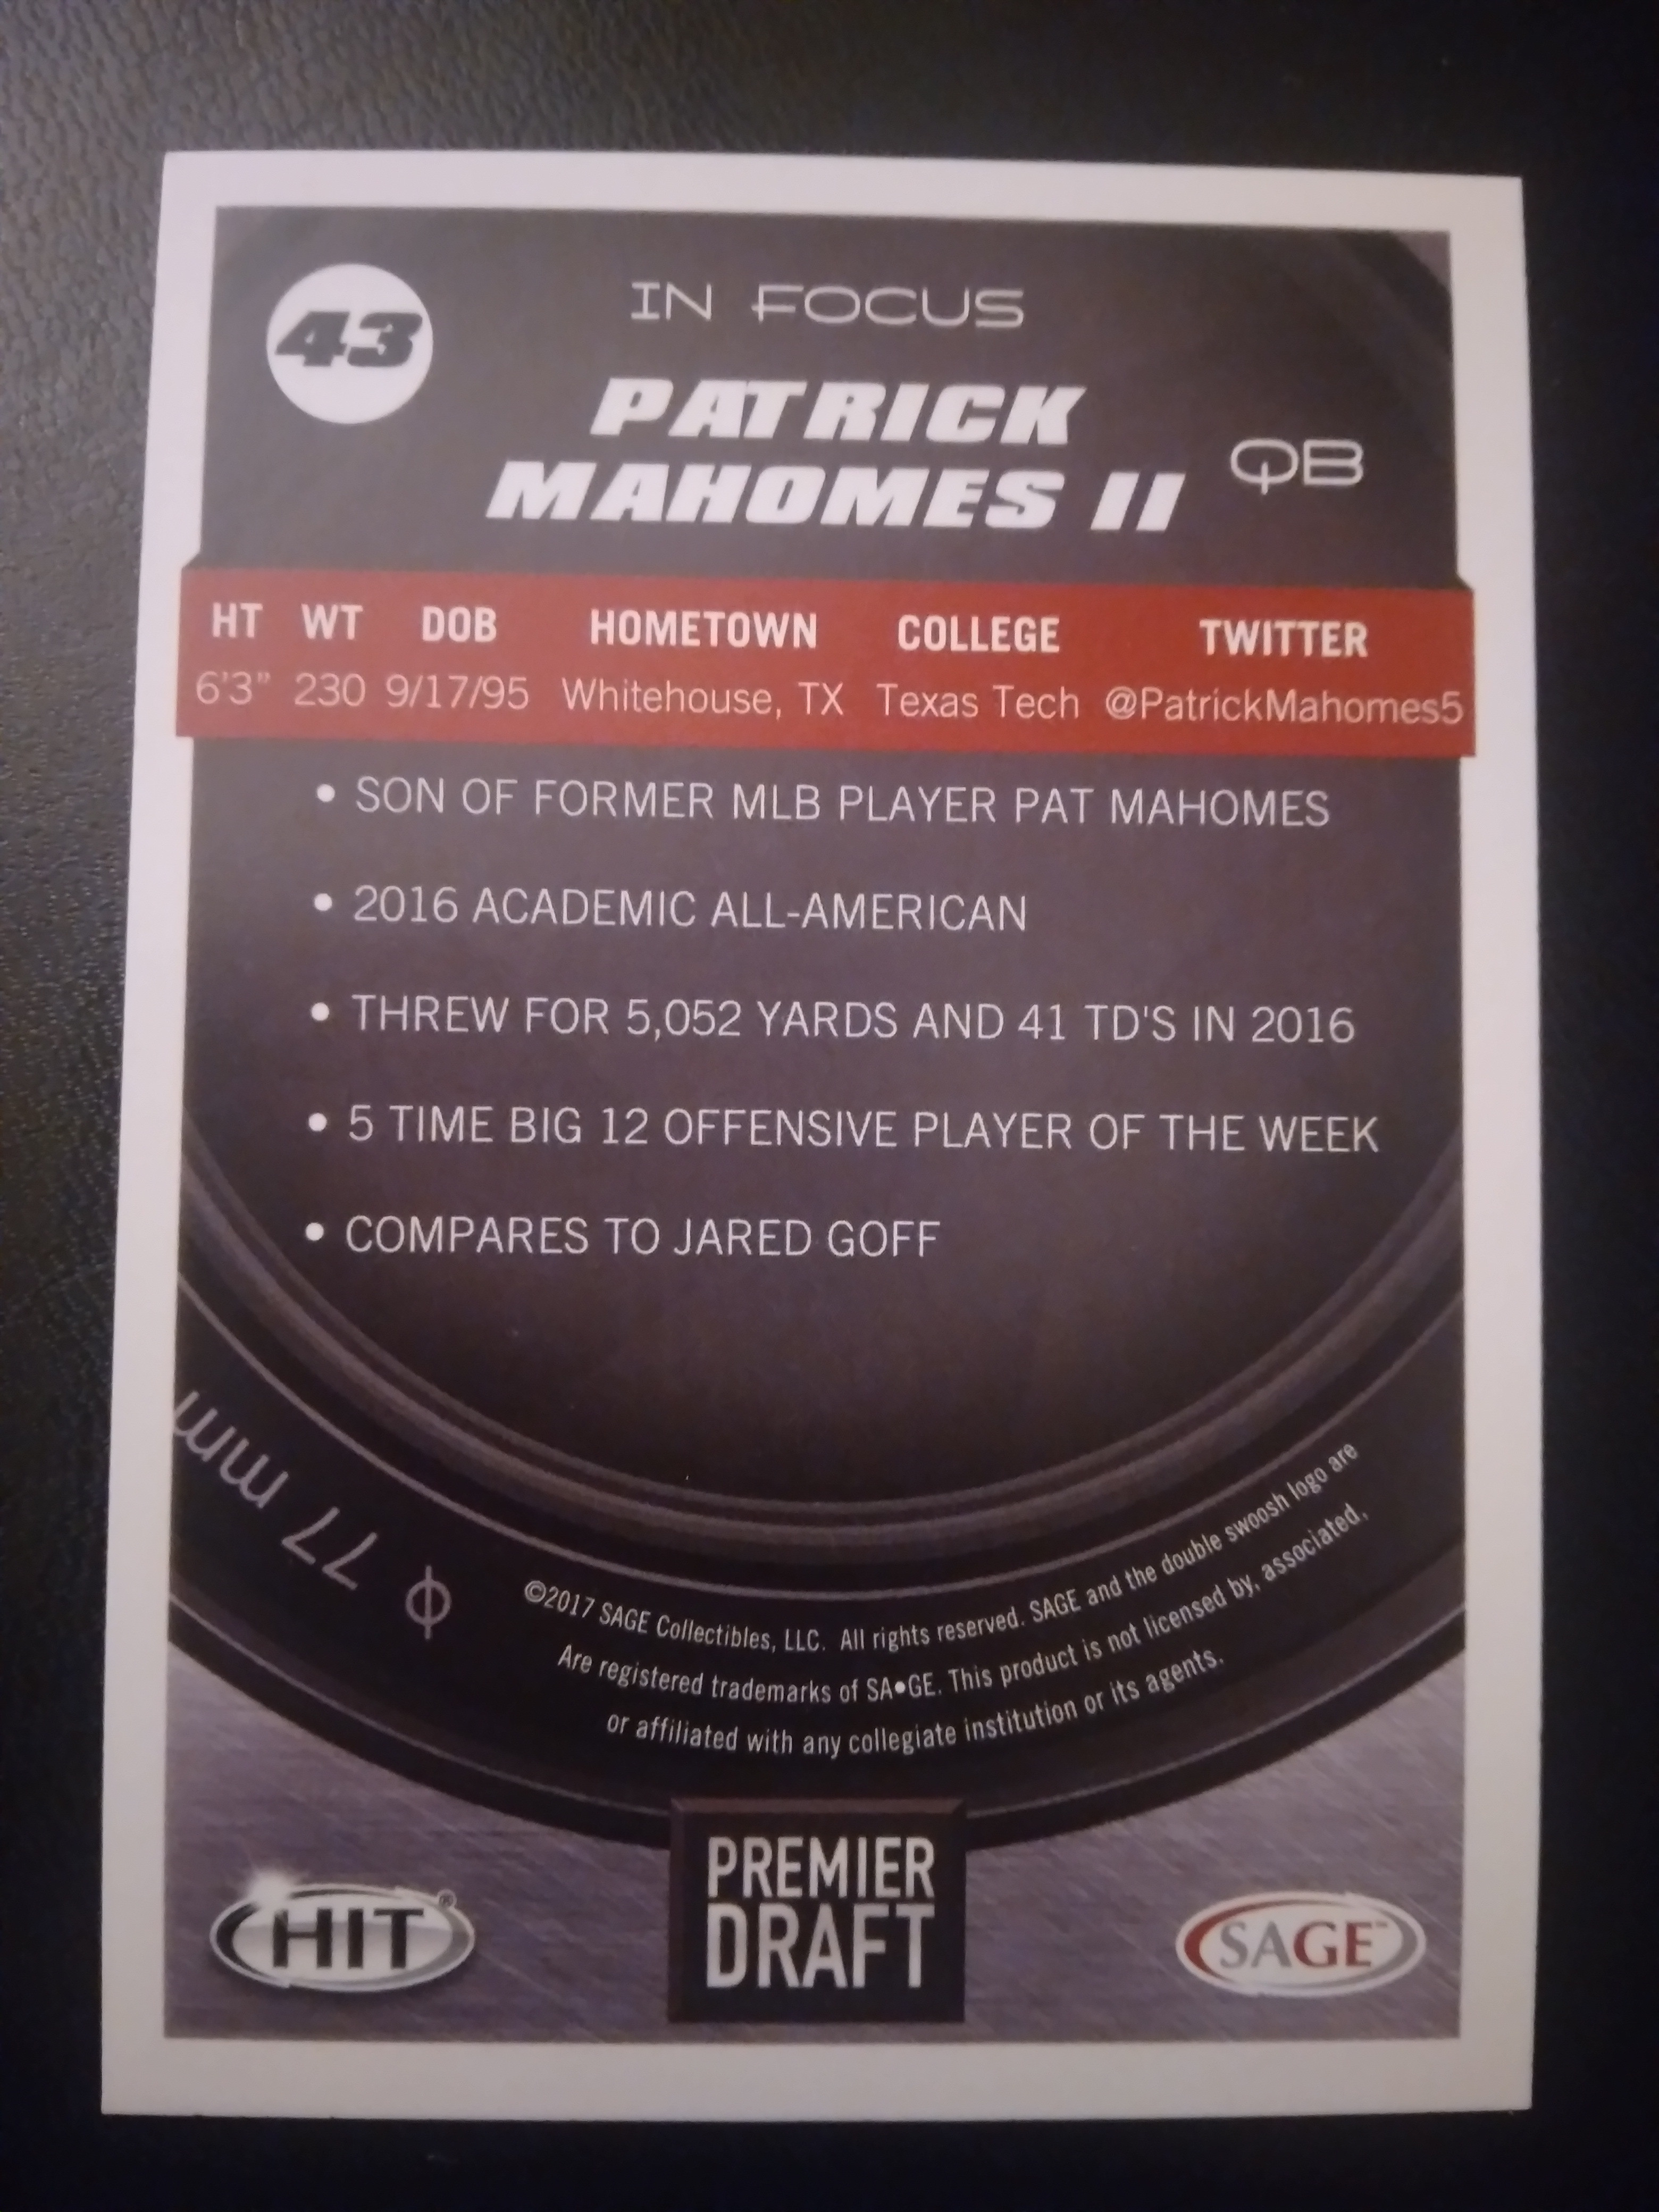 43
IN FOCUS
PATRICK
MAHOMES II
QB
HT WT DOB HOMETOWN COLLEGE TWITTER
6'3" 230 9/17/95 Whitehouse, TX Texas Tech @PatrickMahomes5
• SON OF FORMER MLB PLAYER PAT MAHOMES
• 2016 ACADEMIC ALL-AMERICAN
• THREW FOR 5,052 YARDS AND 41 TD'S IN 2016
• 5 TIME BIG 12 OFFENSIVE PLAYER OF THE WEEK
• COMPARES TO JARED GOFF
ϕ 77 mm
©2017 SAGE Collectibles, LLC. All rights reserved. SAGE and the double swoosh logo are
Are registered trademarks of SA•GE. This product is not licensed by, associated,
or affiliated with any collegiate institution or its agents.
PREMIER
DRAFT
HIT®
SAGE™